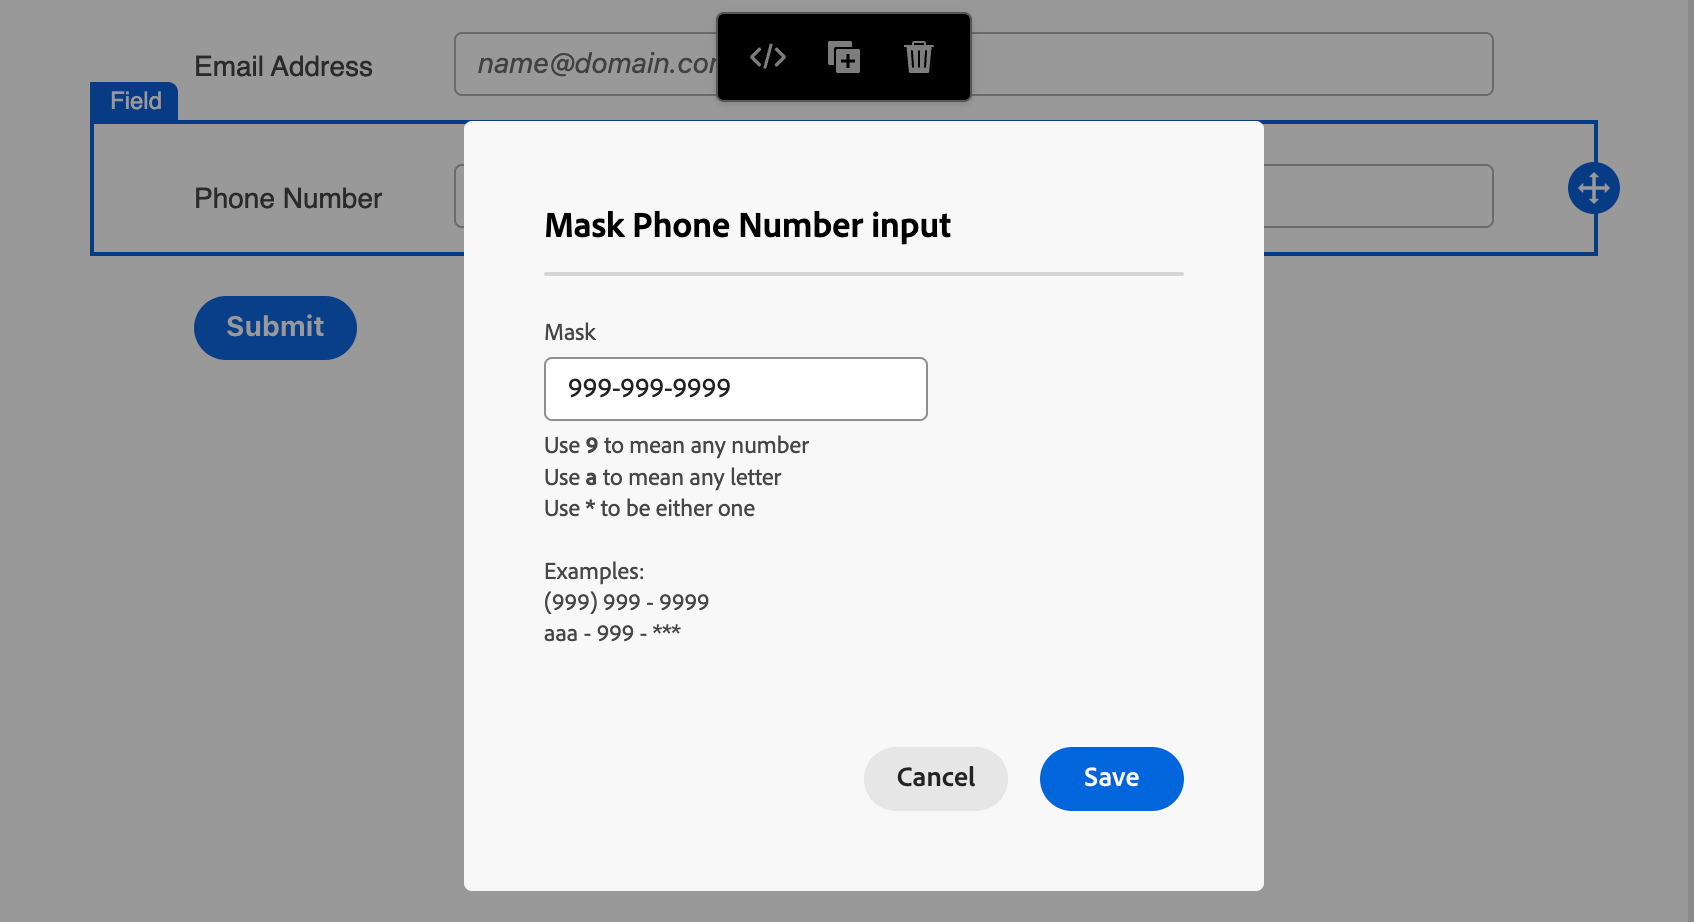 Email Address
name@domain.com
Field
Phone Number
Submit
Mask Phone Number input
Mask
999-999-9999
Use 9 to mean any number
Use a to mean any letter
Use * to be either one
Examples:
(999) 999 - 9999
aaa - 999 - ***
Cancel
Save